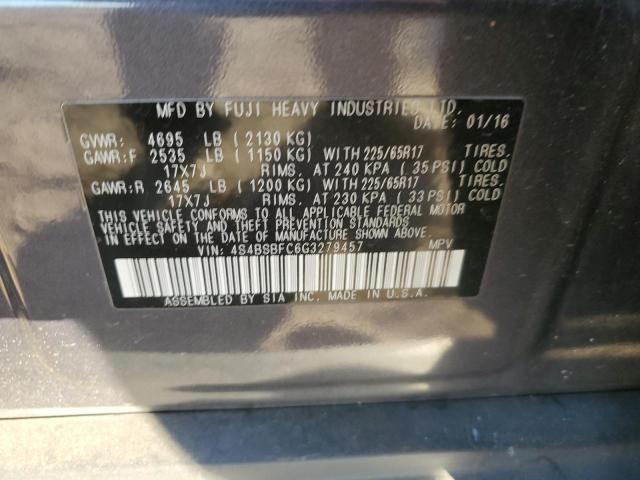 MFD BY FUJI HEAVY INDUSTRIES LTD.
DATE: 01/16
GVWR: 4695 LB ( 2130 KG)
GAWR:F 2535 LB ( 1150 KG) WITH 225/65R17 TIRES.
17X7J RIMS. AT 240 KPA ( 35 PSI) COLD
GAWR:R 2645 LB ( 1200 KG) WITH 225/65R17 TIRES.
17X7J RIMS. AT 230 KPA ( 33 PSI) COLD
THIS VEHICLE CONFORMS TO ALL APPLICABLE FEDERAL MOTOR
VEHICLE SAFETY AND THEFT PREVENTION STANDARDS
IN EFFECT ON THE DATE OF MANUFACTURE SHOWN ABOVE.
VIN: 4S4BSBFC6G3279457 MPV
ASSEMBLED BY SIA INC. MADE IN U.S.A.